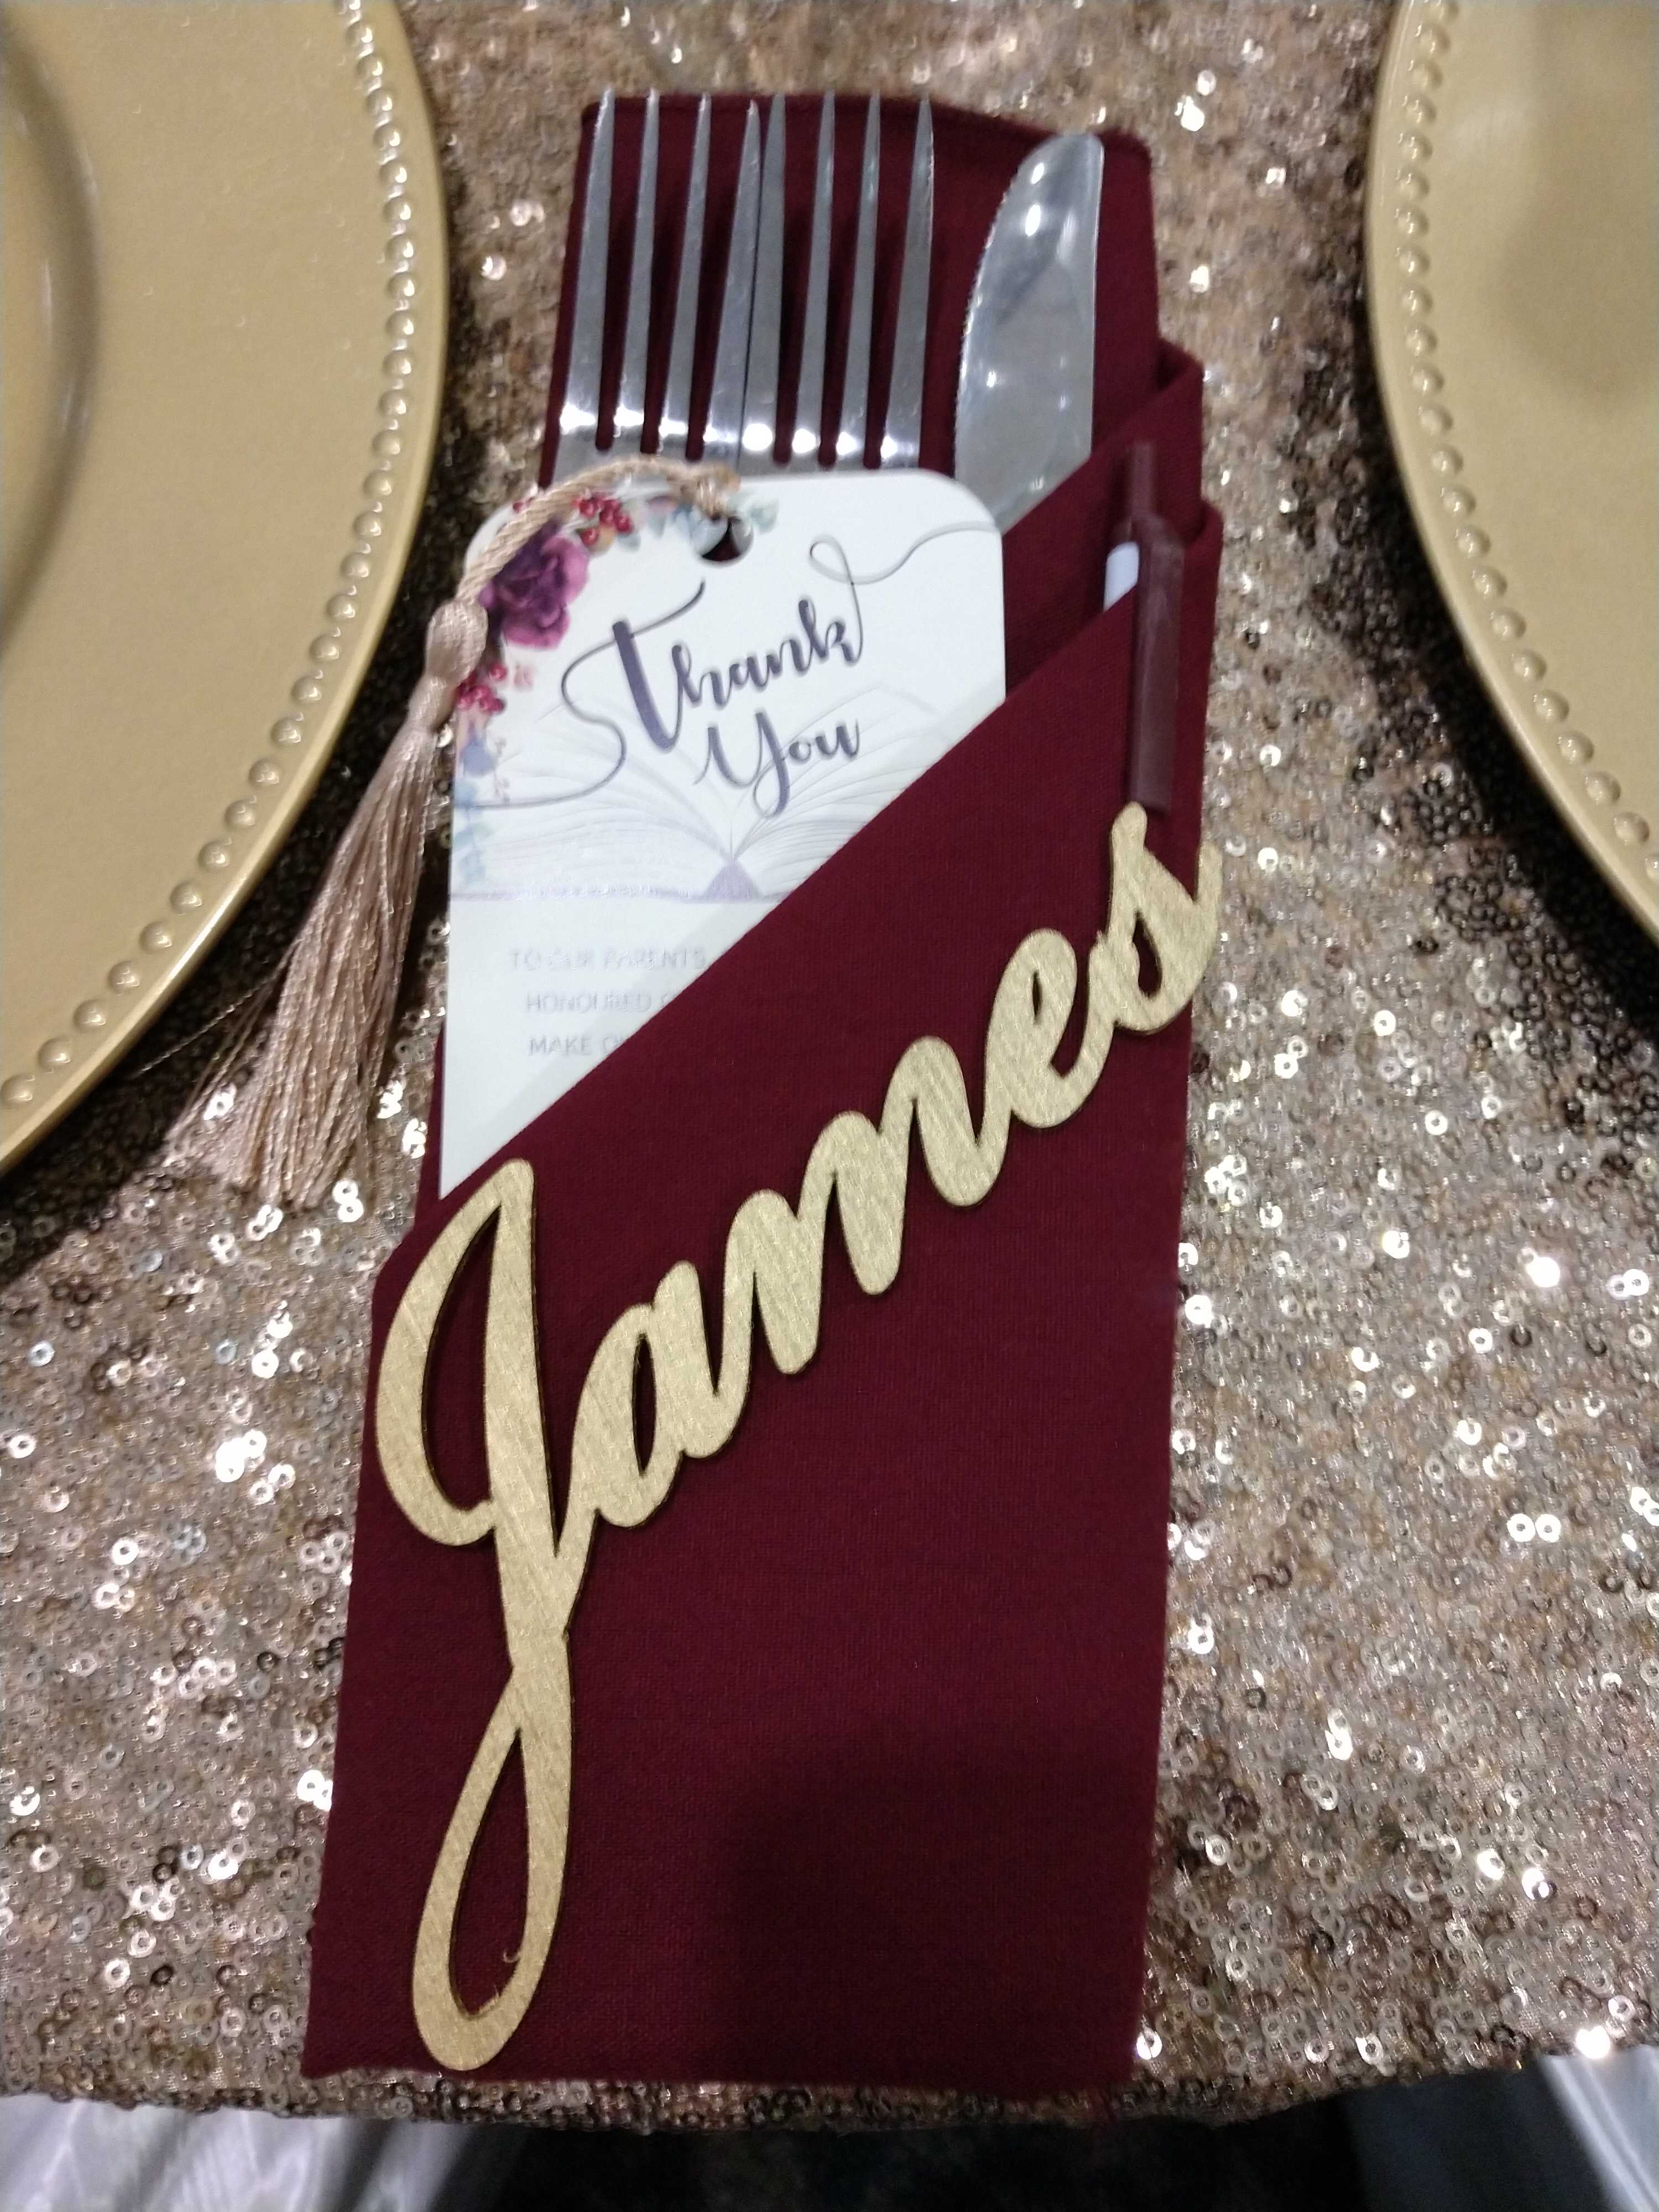 Thank
You
TO OUR PARENTS
HONOURED
MAKE
James